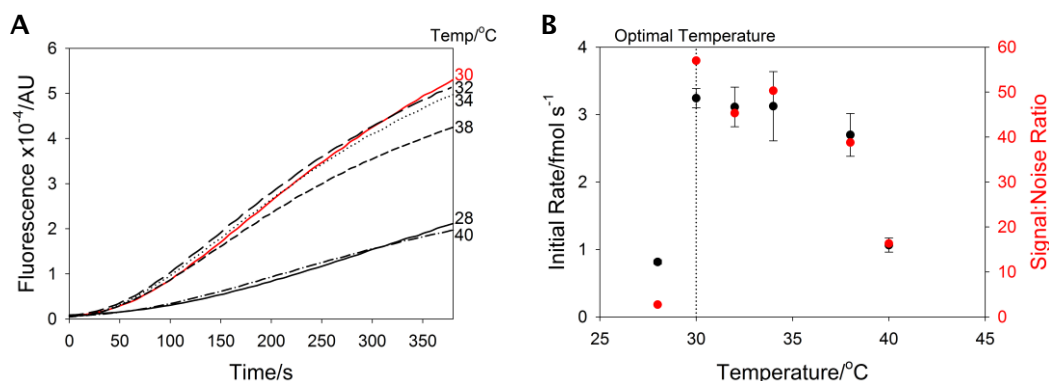 A
Temp/°C
Fluorescence x10⁻⁴/AU
6
5
4
3
2
1
0
30
32
34
38
28
40
0 50 100 150 200 250 300 350
Time/s
B
Optimal Temperature
Initial Rate/fmol s⁻¹
4
3
2
1
0
60
50
40
30
20
10
0
Signal:Noise Ratio
25 30 35 40 45
Temperature/°C